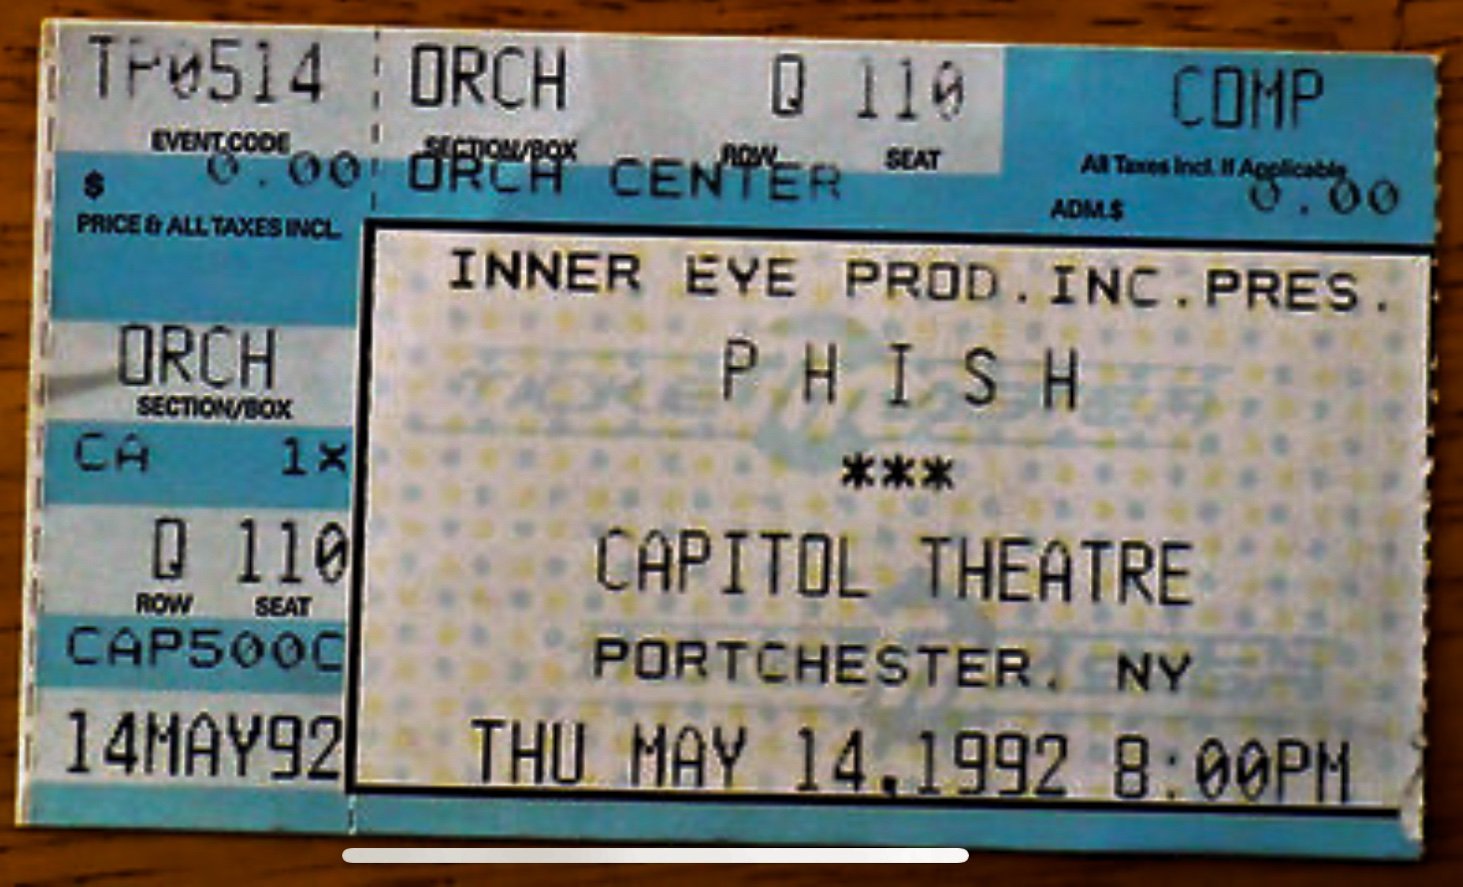 TP0514
EVENT CODE
$ 0.00
PRICE & ALL TAXES INCL.
ORCH
SECTION/BOX
CA 1x
Q 110
ROW SEAT
CAP500C
14MAY92
ORCH Q 110 COMP
SECTION/BOX ROW SEAT All Taxes Incl. If Applicable
ORCH CENTER ADM.$ 0.00
INNER EYE PROD.INC.PRES.
PHISH
***
CAPITOL THEATRE
PORTCHESTER. NY
THU MAY 14,1992 8:00PM